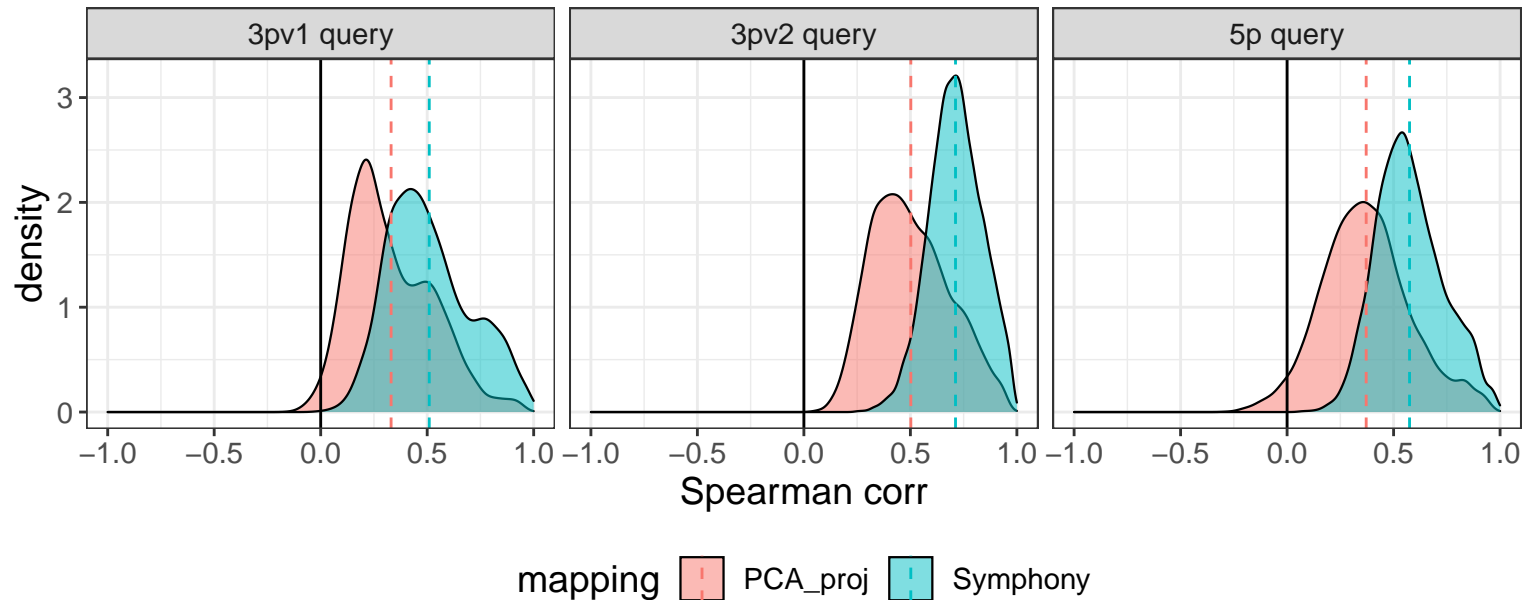 3pv1 query 3pv2 query 5p query
3
2
1
0
density
−1.0 −0.5 0.0 0.5 1.0 −1.0 −0.5 0.0 0.5 1.0 −1.0 −0.5 0.0 0.5 1.0
Spearman corr
mapping PCA_proj Symphony